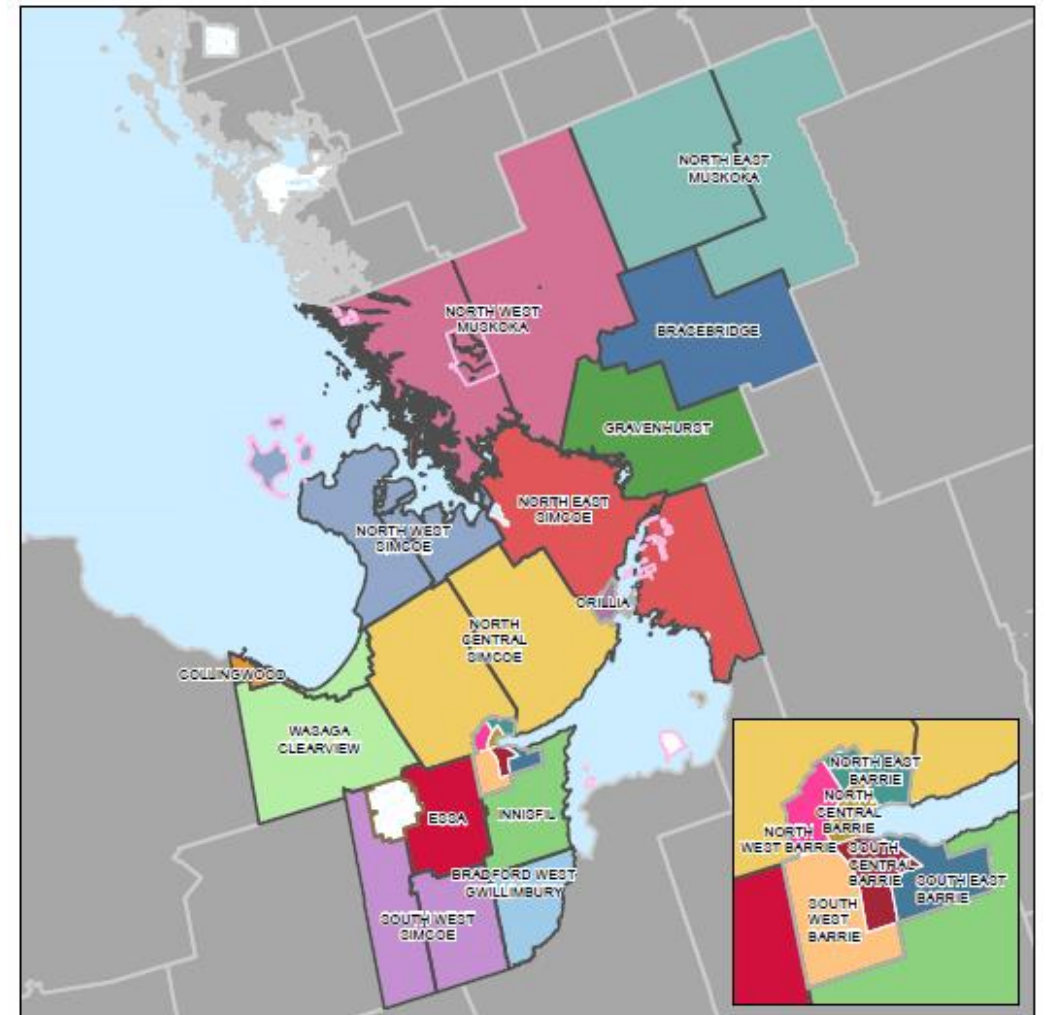 NORTH EAST
MUSKOKA
NORTH WEST
MUSKOKA
BRACEBRIDGE
GRAVENHURST
NORTH EAST
SIMCOE
NORTH WEST
SIMCOE
ORILLIA
NORTH
CENTRAL
SIMCOE
COLLINGWOOD
WASAGA
CLEARVIEW
ESSA
INNISFIL
BRADFORD WEST
GWILLIMBURY
SOUTH WEST
SIMCOE
NORTH EAST
BARRIE
NORTH
CENTRAL
BARRIE
NORTH
WEST BARRIE
SOUTH
CENTRAL
BARRIE
SOUTH EAST
BARRIE
SOUTH
WEST
BARRIE